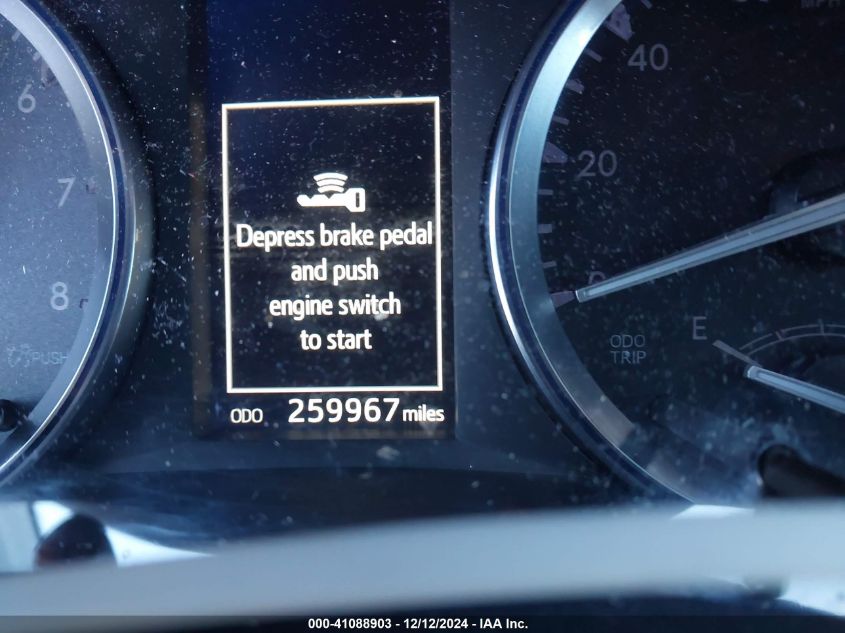 40
6
20
7
Depress brake pedal
and push
engine switch
to start
8
0
ODO
TRIP
E
PUSH
ODO 259967 miles
000-41088903 - 12/12/2024 - IAA Inc.